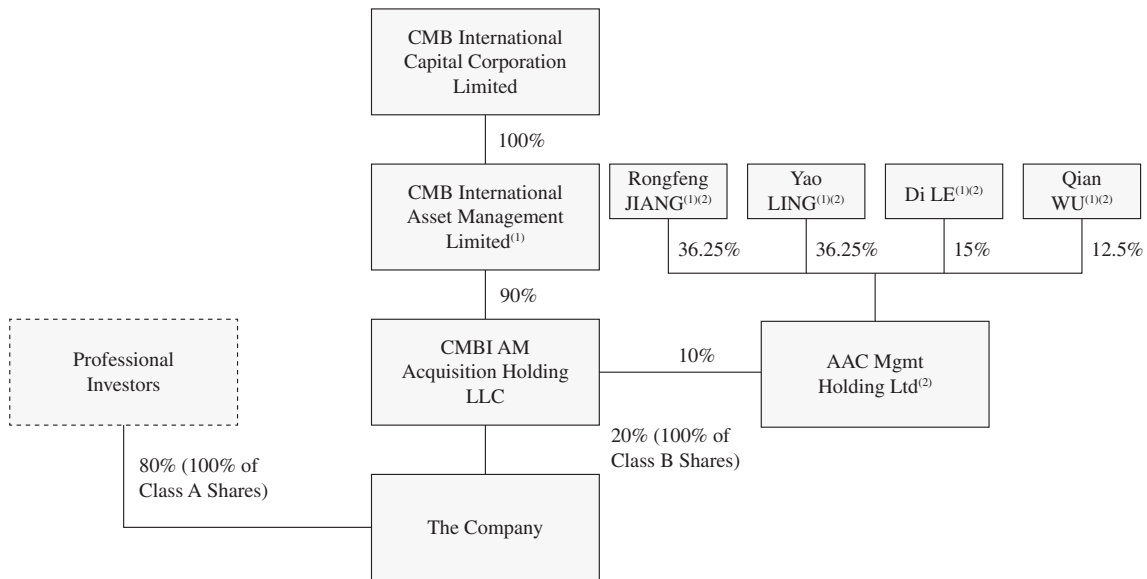 CMB International
Capital Corporation
Limited
100%
CMB International
Asset Management
Limited(1)
Rongfeng
JIANG(1)(2)
Yao
LING(1)(2)
Di LE(1)(2)
Qian
WU(1)(2)
36.25%
36.25%
15%
12.5%
90%
Professional
Investors
CMBI AM
Acquisition Holding
LLC
10%
AAC Mgmt
Holding Ltd(2)
80% (100% of
Class A Shares)
20% (100% of
Class B Shares)
The Company